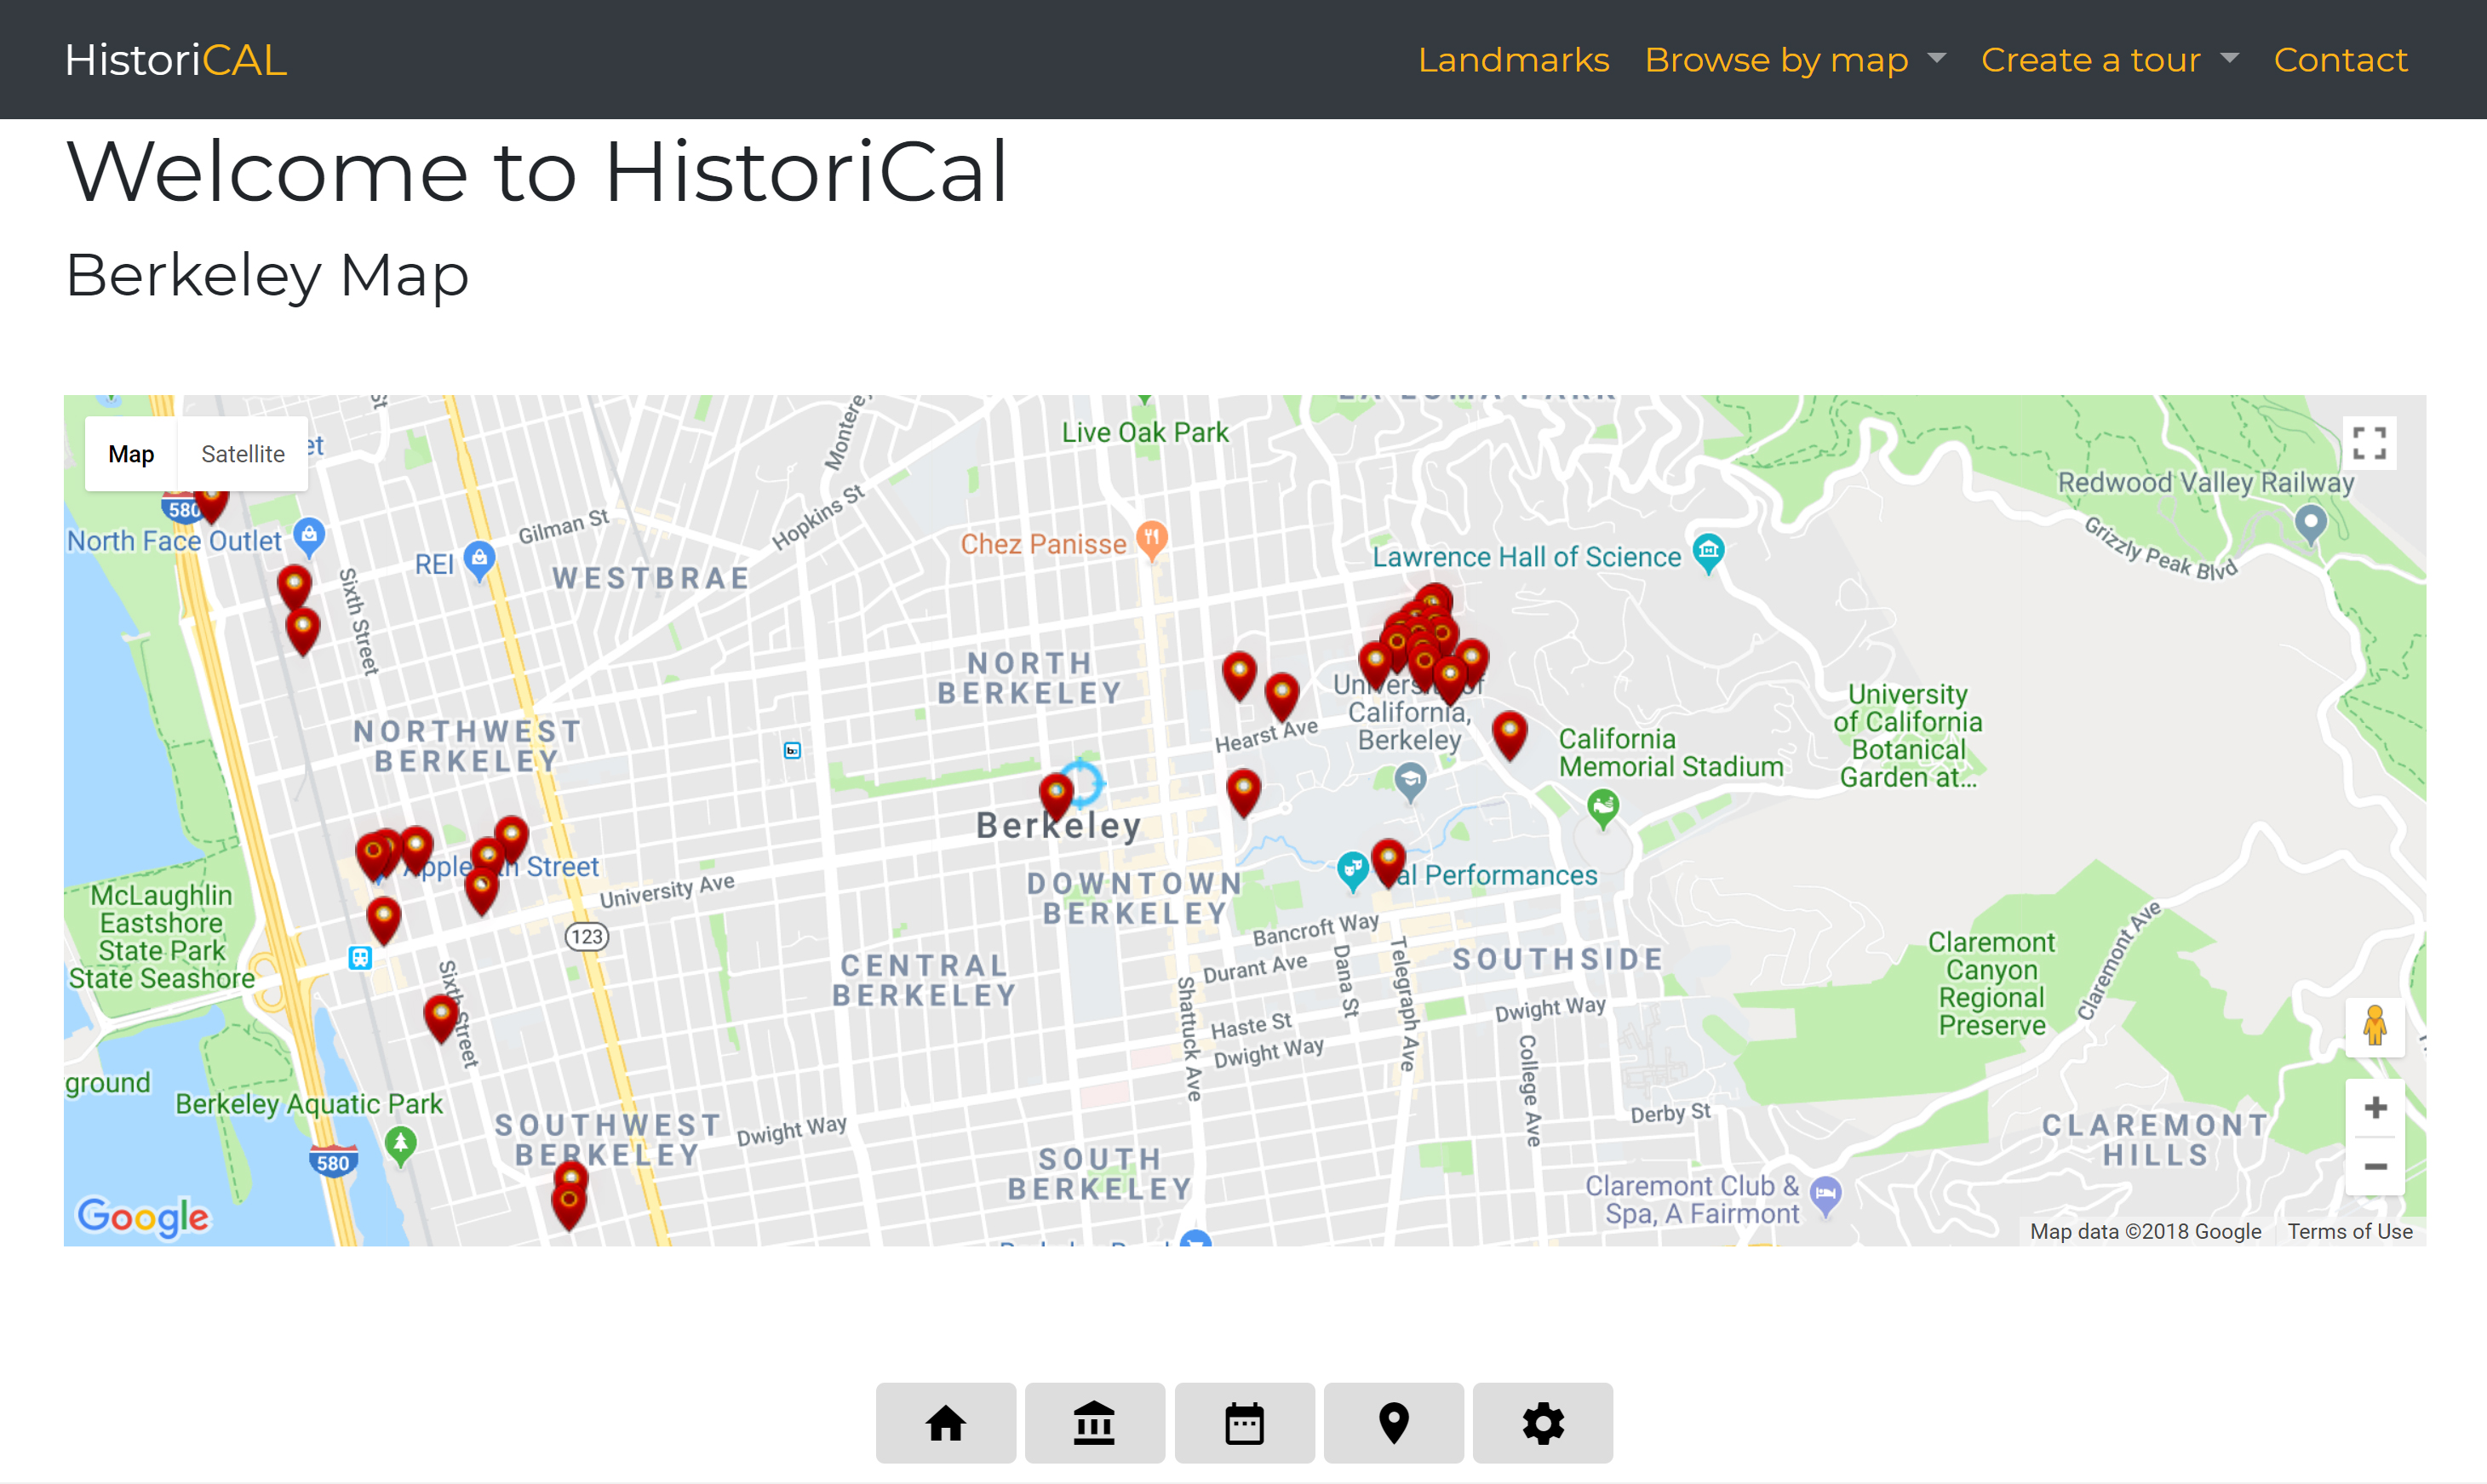 HistoriCAL
Landmarks
Browse by map
Create a tour
Contact
Welcome to HistoriCal
Berkeley Map
Map
Satellite
Live Oak Park
Redwood Valley Railway
Grizzly Peak Blvd
580
North Face Outlet
REI
Gilman St
Hopkins St
Chez Panisse
Lawrence Hall of Science
WESTBRAE
Sixth Street
NORTH
BERKELEY
NORTHWEST
BERKELEY
University of
California,
Berkeley
Hearst Ave
California
Memorial Stadium
University
of California
Botanical
Garden at...
Berkeley
Street
University Ave
DOWNTOWN
BERKELEY
Performances
McLaughlin
Eastshore
State Park
State Seashore
123
CENTRAL
BERKELEY
Bancroft Way
Durant Ave
Dana St
Telegraph Ave
SOUTHSIDE
Claremont
Canyon
Regional
Preserve
Claremont Ave
Sixth Street
Shattuck Ave
Haste St
Dwight Way
Dwight Way
College Ave
ground
Berkeley Aquatic Park
SOUTHWEST
BERKELEY
Dwight Way
Derby St
CLAREMONT
HILLS
580
SOUTH
BERKELEY
Claremont Club &
Spa, A Fairmont
Google
Map data ©2018 Google
Terms of Use